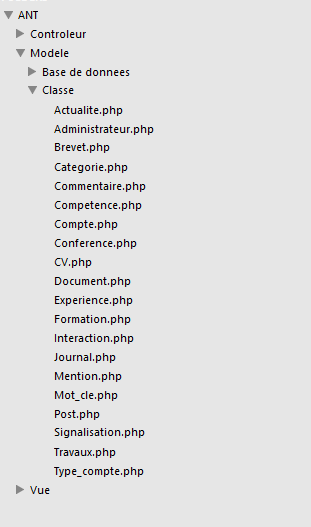 ANT
Controleur
Modele
Base de donnees
Classe
Actualite.php
Administrateur.php
Brevet.php
Categorie.php
Commentaire.php
Competence.php
Compte.php
Conference.php
CV.php
Document.php
Experience.php
Formation.php
Interaction.php
Journal.php
Mention.php
Mot_cle.php
Post.php
Signalisation.php
Travaux.php
Type_compte.php
Vue